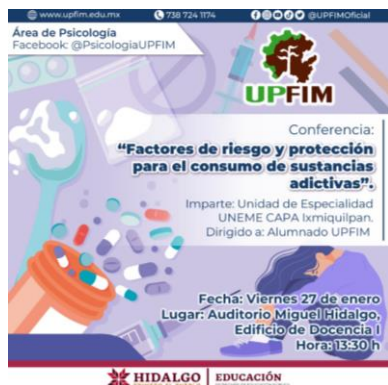 www.upfim.edu.mx
738 724 1174
@UPFIMOficial
Área de Psicología
Facebook: @PsicologiaUPFIM
UPFIM
Conferencia:
“Factores de riesgo y protección
para el consumo de sustancias
adictivas”.
Imparte: Unidad de Especialidad
UNEME CAPA Ixmiquilpan.
Dirigido a: Alumnado UPFIM
Fecha: Viernes 27 de enero
Lugar: Auditorio Miguel Hidalgo,
Edificio de Docencia I
Hora: 13:30 h
HIDALGO
EDUCACIÓN